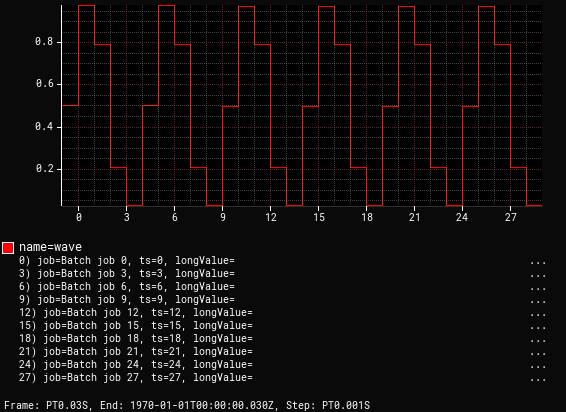 0.8
0.6
0.4
0.2
0 3 6 9 12 15 18 21 24 27
name=wave
0) job=Batch job 0, ts=0, longValue= ...
3) job=Batch job 3, ts=3, longValue= ...
6) job=Batch job 6, ts=6, longValue= ...
9) job=Batch job 9, ts=9, longValue= ...
12) job=Batch job 12, ts=12, longValue= ...
15) job=Batch job 15, ts=15, longValue= ...
18) job=Batch job 18, ts=18, longValue= ...
21) job=Batch job 21, ts=21, longValue= ...
24) job=Batch job 24, ts=24, longValue= ...
27) job=Batch job 27, ts=27, longValue= ...
Frame: PT0.03S, End: 1970-01-01T00:00:00.030Z, Step: PT0.001S